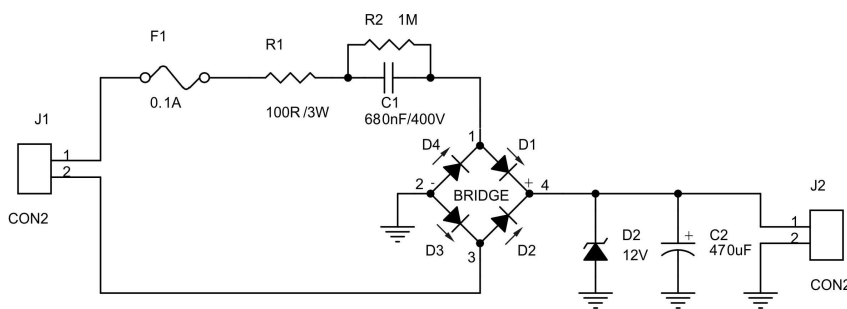 F1
0.1A
R1
100R /3W
R2 1M
C1
680nF/400V
J1
1
2
CON2
1
D4
D1
2
-
BRIDGE
+
4
D3
D2
3
D2
12V
+
C2
470uF
J2
1
2
CON2